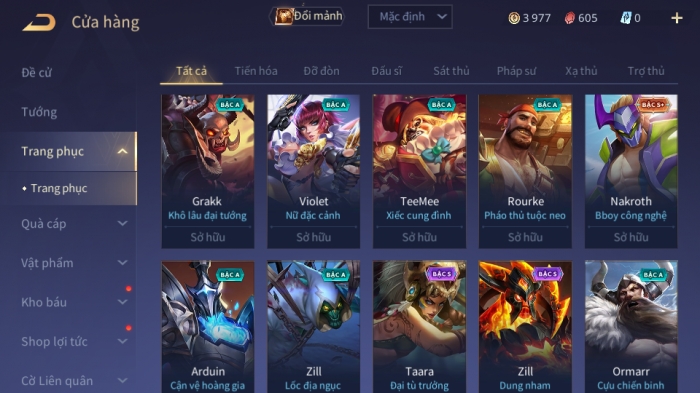 Cửa hàng
Đổi mảnh
Mặc định
3 977
605
0
Đề cử
Tướng
Trang phục
Trang phục
Quà cáp
Vật phẩm
Kho báu
Shop lợi tức
Cờ Liên quân
Tất cả
Tiến hóa
Đỡ đòn
Đấu sĩ
Sát thủ
Pháp sư
Xạ thủ
Trợ thủ
BẬC A
Grakk
Khô lâu đại tướng
Sở hữu
BẬC A
Violet
Nữ đặc cảnh
Sở hữu
BẬC A
TeeMee
Xiếc cung đình
Sở hữu
BẬC A
Rourke
Pháo thủ tuộc neo
Sở hữu
BẬC S+
Nakroth
Bboy công nghệ
Sở hữu
BẬC A
Arduin
Cận vệ hoàng gia
BẬC A
Zill
Lốc địa ngục
BẬC S
Taara
Đại tù trưởng
BẬC S
Zill
Dung nham
BẬC A
Ormarr
Cựu chiến binh